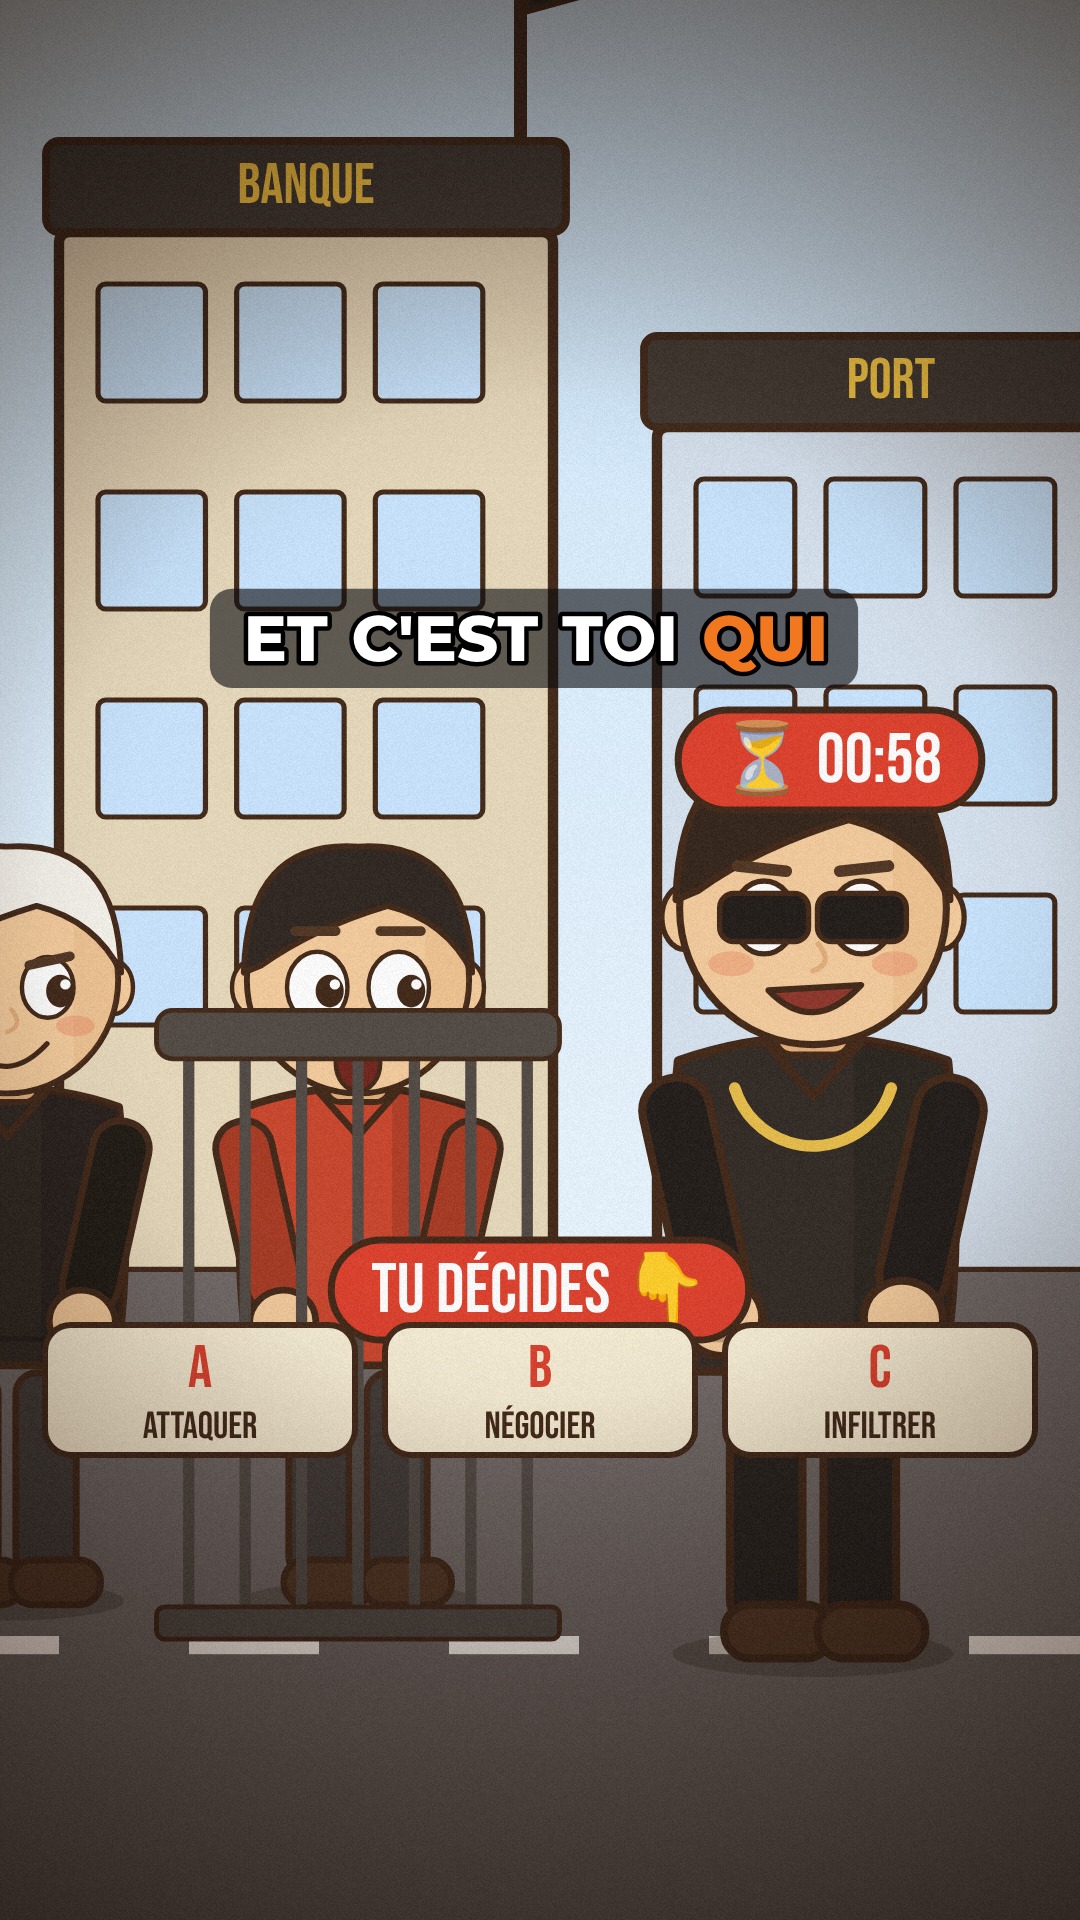 BANQUE
PORT
ET C'EST TOI QUI
⏳ 00:58
TU DÉCIDES 👇
A
ATTAQUER
B
NÉGOCIER
C
INFILTRER